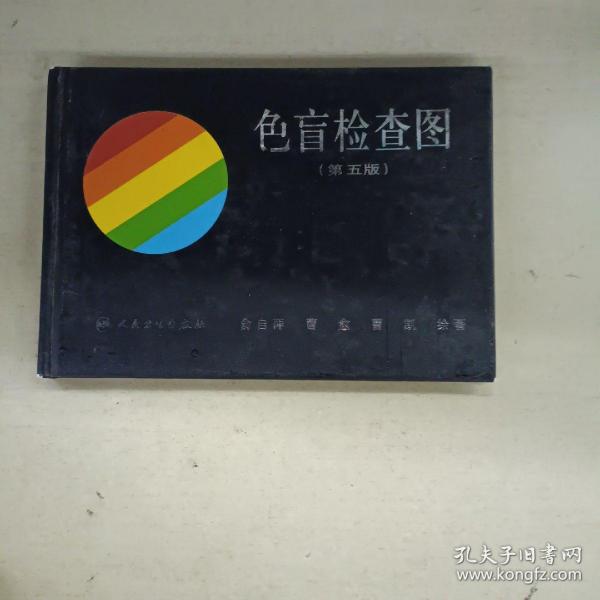 色盲检查图
(第五版)
人民卫生出版社
俞自萍 曹愈 曹凯 绘著
孔夫子旧书网
www.kongfz.com